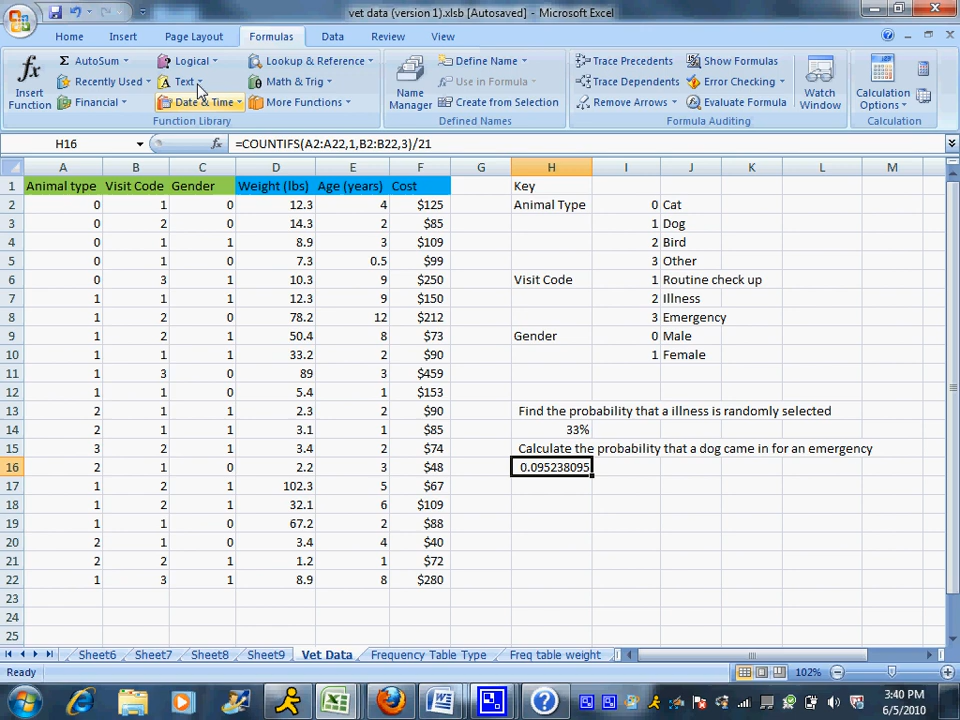 vet data (version 1).xlsb [Autosaved] - Microsoft Excel
Home Insert Page Layout Formulas Data Review View
Insert Function
AutoSum
Recently Used
Financial
Logical
Text
Date & Time
Lookup & Reference
Math & Trig
More Functions
Function Library
Name Manager
Define Name
Use in Formula
Create from Selection
Defined Names
Trace Precedents
Trace Dependents
Remove Arrows
Show Formulas
Error Checking
Evaluate Formula
Formula Auditing
Watch Window
Calculation Options
Calculation
H16 fx =COUNTIFS(A2:A22,1,B2:B22,3)/21
A B C D E F G H I J K L M
1 Animal type Visit Code Gender Weight (lbs) Age (years) Cost Key
2 0 1 0 12.3 4 $125 Animal Type 0 Cat
3 0 2 0 14.3 2 $85 1 Dog
4 0 1 1 8.9 3 $109 2 Bird
5 0 1 0 7.3 0.5 $99 3 Other
6 0 3 1 10.3 9 $250 Visit Code 1 Routine check up
7 1 1 1 12.3 9 $150 2 Illness
8 1 2 0 78.2 12 $212 3 Emergency
9 1 2 1 50.4 8 $73 Gender 0 Male
10 1 1 1 33.2 2 $90 1 Female
11 1 3 0 89 3 $459
12 1 1 0 5.4 1 $153
13 2 1 1 2.3 2 $90 Find the probability that a illness is randomly selected
14 2 1 1 3.1 1 $85 33%
15 3 2 1 3.4 2 $74 Calculate the probability that a dog came in for an emergency
16 2 1 0 2.2 3 $48 0.095238095
17 1 2 1 102.3 5 $67
18 1 2 1 32.1 6 $109
19 1 1 0 67.2 2 $88
20 2 1 0 3.4 4 $40
21 2 2 1 1.2 1 $72
22 1 3 1 8.9 8 $280
23
24
25
Sheet6 Sheet7 Sheet8 Sheet9 Vet Data Frequency Table Type Freq table weight
Ready 102%
3:40 PM
6/5/2010